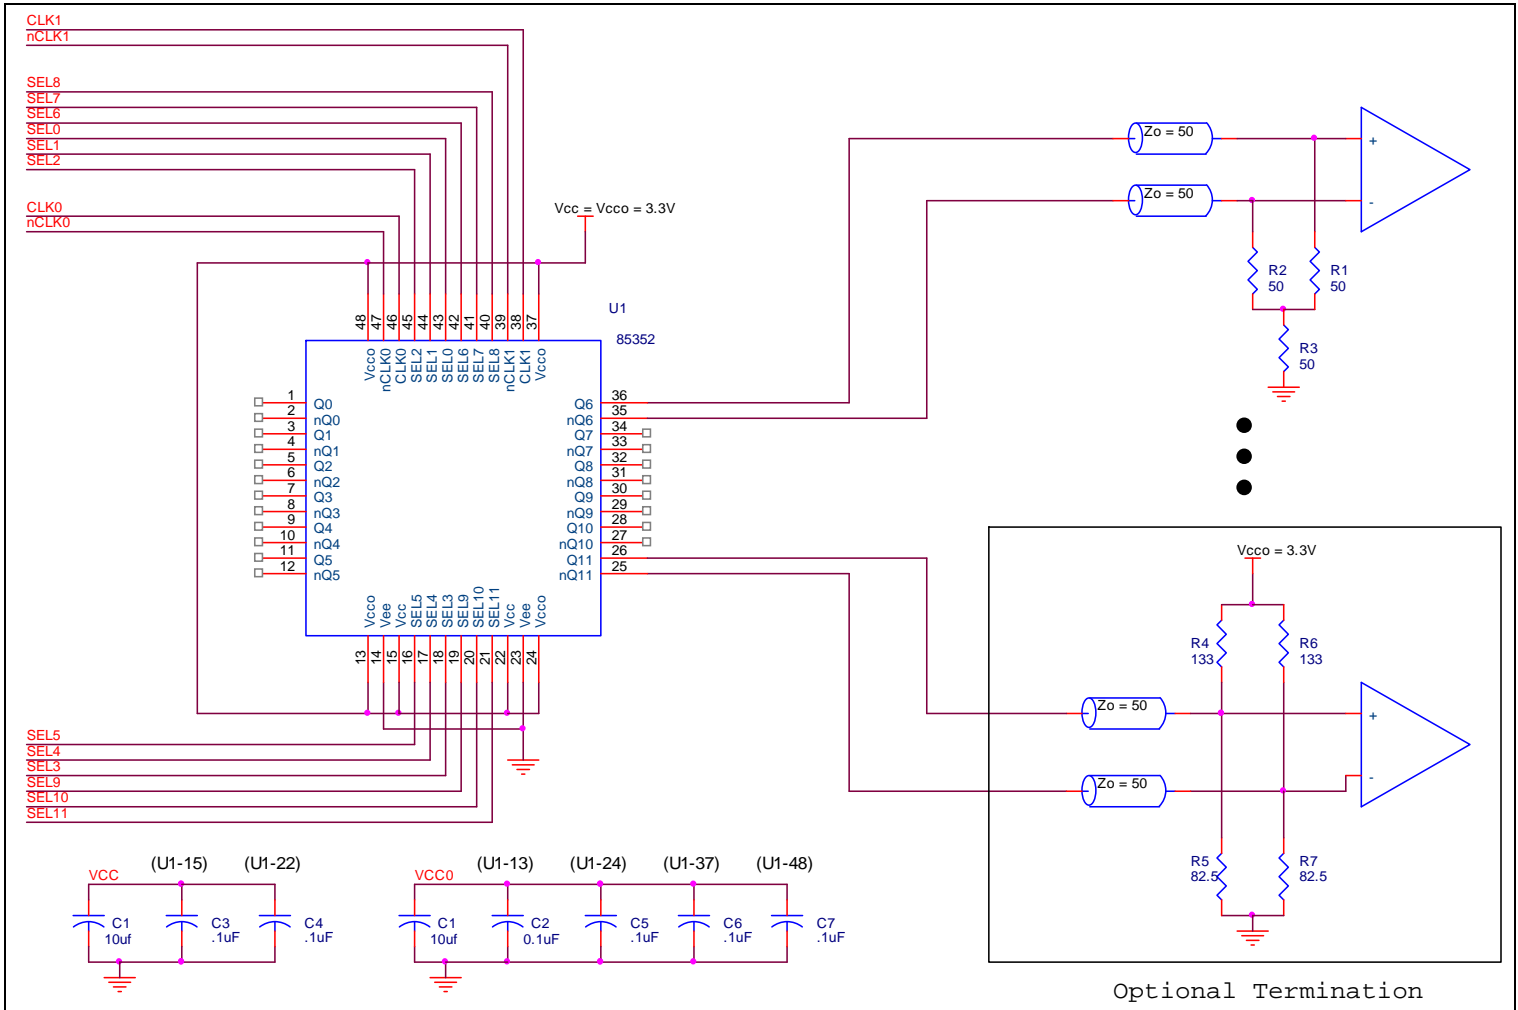 CLK1
nCLK1
SEL8
SEL7
SEL6
SEL0
SEL1
SEL2
CLK0
nCLK0
Vcc = Vcco = 3.3V
U1
85352
48
47
46
45
44
43
42
41
40
39
38
37
Vcco
nCLK0
CLK0
SEL2
SEL1
SEL0
SEL6
SEL7
SEL8
nCLK1
CLK1
Vcco
1 Q0
2 nQ0
3 Q1
4 nQ1
5 Q2
6 nQ2
7 Q3
8 nQ3
9 Q4
10 nQ4
11 Q5
12 nQ5
Q6 36
nQ6 35
Q7 34
nQ7 33
Q8 32
nQ8 31
Q9 30
nQ9 29
Q10 28
nQ10 27
Q11 26
nQ11 25
Vcco
Vee
Vcc
SEL5
SEL4
SEL3
SEL9
SEL10
SEL11
Vcc
Vee
Vcco
13
14
15
16
17
18
19
20
21
22
23
24
SEL5
SEL4
SEL3
SEL9
SEL10
SEL11
Zo = 50
Zo = 50
+
-
R2
50
R1
50
R3
50
Vcco = 3.3V
R4
133
R6
133
Zo = 50
Zo = 50
+
-
R5
82.5
R7
82.5
Optional Termination
VCC
(U1-15)
(U1-22)
C1
10uf
C3
.1uF
C4
.1uF
VCC0
(U1-13)
(U1-24)
(U1-37)
(U1-48)
C1
10uf
C2
0.1uF
C5
.1uF
C6
.1uF
C7
.1uF